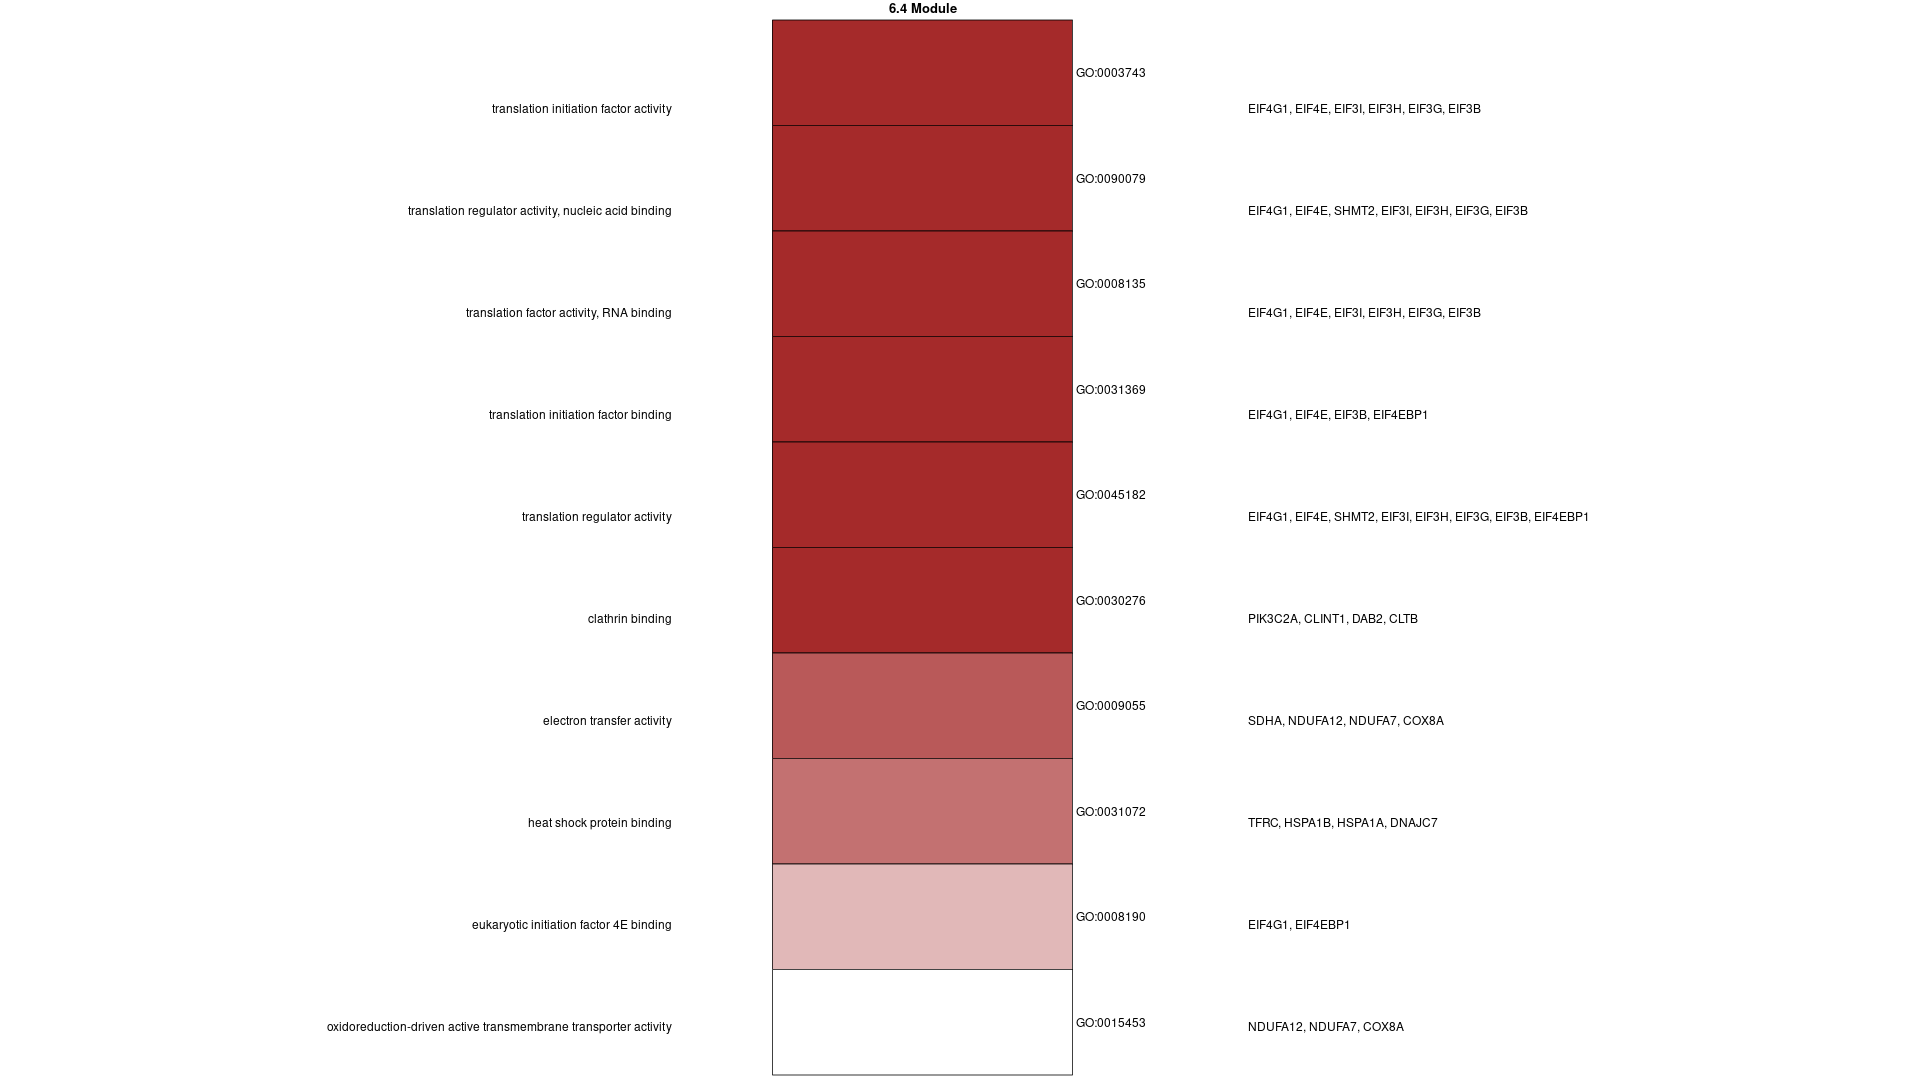 6.4 Module
GO:0003743
translation initiation factor activity
EIF4G1, EIF4E, EIF3I, EIF3H, EIF3G, EIF3B
GO:0090079
translation regulator activity, nucleic acid binding
EIF4G1, EIF4E, SHMT2, EIF3I, EIF3H, EIF3G, EIF3B
GO:0008135
translation factor activity, RNA binding
EIF4G1, EIF4E, EIF3I, EIF3H, EIF3G, EIF3B
GO:0031369
translation initiation factor binding
EIF4G1, EIF4E, EIF3B, EIF4EBP1
GO:0045182
translation regulator activity
EIF4G1, EIF4E, SHMT2, EIF3I, EIF3H, EIF3G, EIF3B, EIF4EBP1
GO:0030276
clathrin binding
PIK3C2A, CLINT1, DAB2, CLTB
GO:0009055
electron transfer activity
SDHA, NDUFA12, NDUFA7, COX8A
GO:0031072
heat shock protein binding
TFRC, HSPA1B, HSPA1A, DNAJC7
GO:0008190
eukaryotic initiation factor 4E binding
EIF4G1, EIF4EBP1
GO:0015453
oxidoreduction-driven active transmembrane transporter activity
NDUFA12, NDUFA7, COX8A